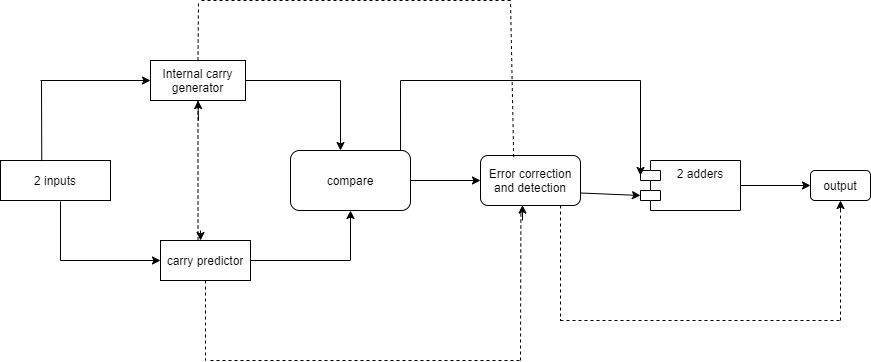 Internal carry
generator
2 inputs
compare
Error correction
and detection
2 adders
output
carry predictor